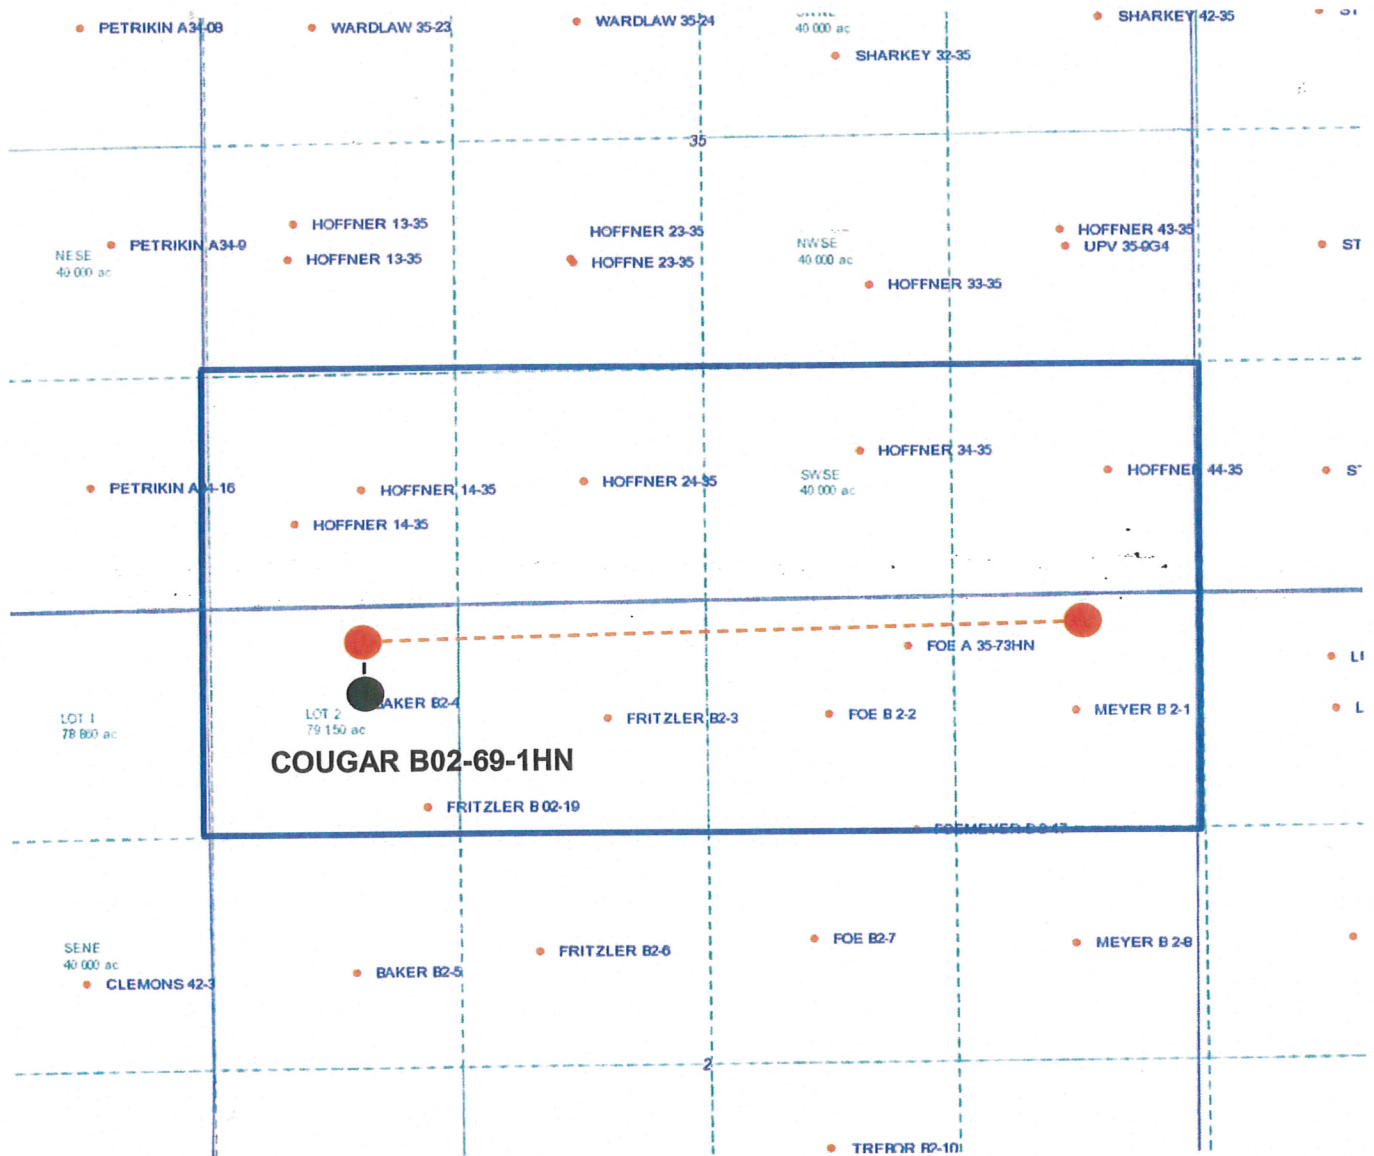 PETRIKIN A34-08
WARDLAW 35-23
WARDLAW 35-24
40 000 ac
SHARKEY 42-35
SHARKEY 32-35
35
HOFFNER 13-35
HOFFNER 23-35
HOFFNER 43-35
PETRIKIN A34-9
NWSE
40 000 ac
UPV 35-9G4
ST
NESE
40 000 ac
HOFFNER 13-35
HOFFNE 23-35
HOFFNER 33-35
HOFFNER 34-35
HOFFNER 44-35
PETRIKIN A34-16
HOFFNER 14-35
HOFFNER 24-35
SWSE
40 000 ac
HOFFNER 14-35
FOE A 35-73HN
BAKER B2-4
LOT 1
78 860 ac
LOT 2
79 150 ac
FRITZLER B2-3
FOE B 2-2
MEYER B 2-1
L
COUGAR B02-69-1HN
FRITZLER B 02-19
SENE
40 000 ac
CLEMONS 42-3
BAKER B2-5
FRITZLER B2-6
FOE B2-7
MEYER B 2-8
2
TREBOR B2-10